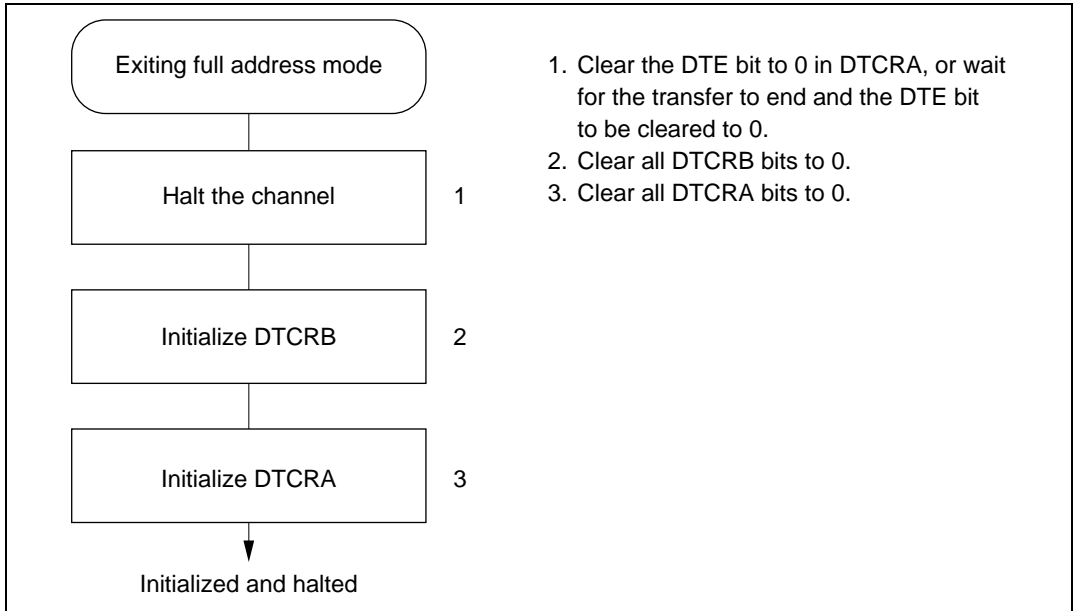 Exiting full address mode
Halt the channel 1
Initialize DTCRB 2
Initialize DTCRA 3
Initialized and halted
1. Clear the DTE bit to 0 in DTCRA, or wait
for the transfer to end and the DTE bit
to be cleared to 0.
2. Clear all DTCRB bits to 0.
3. Clear all DTCRA bits to 0.